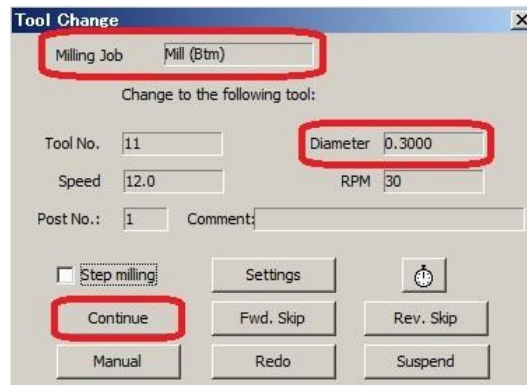 Tool Change
Milling Job Mill (Btm)
Change to the following tool:
Tool No. 11 Diameter 0.3000
Speed 12.0 RPM 30
Post No.: 1 Comment:
Step milling Settings
Continue Fwd. Skip Rev. Skip
Manual Redo Suspend